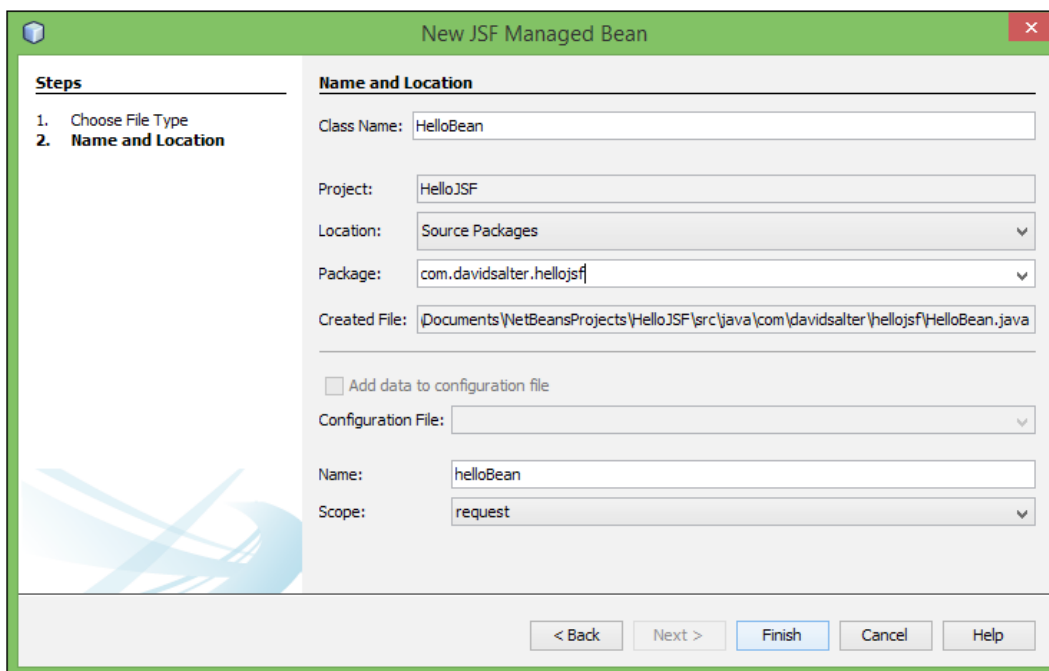 New JSF Managed Bean
Steps
1. Choose File Type
2. Name and Location
Name and Location
Class Name: HelloBean
Project: HelloJSF
Location: Source Packages
Package: com.davidsalter.hellojsf
Created File: \Documents\NetBeansProjects\HelloJSF\src\java\com\davidsalter\hellojsf\HelloBean.java
Add data to configuration file
Configuration File:
Name: helloBean
Scope: request
< Back Next > Finish Cancel Help